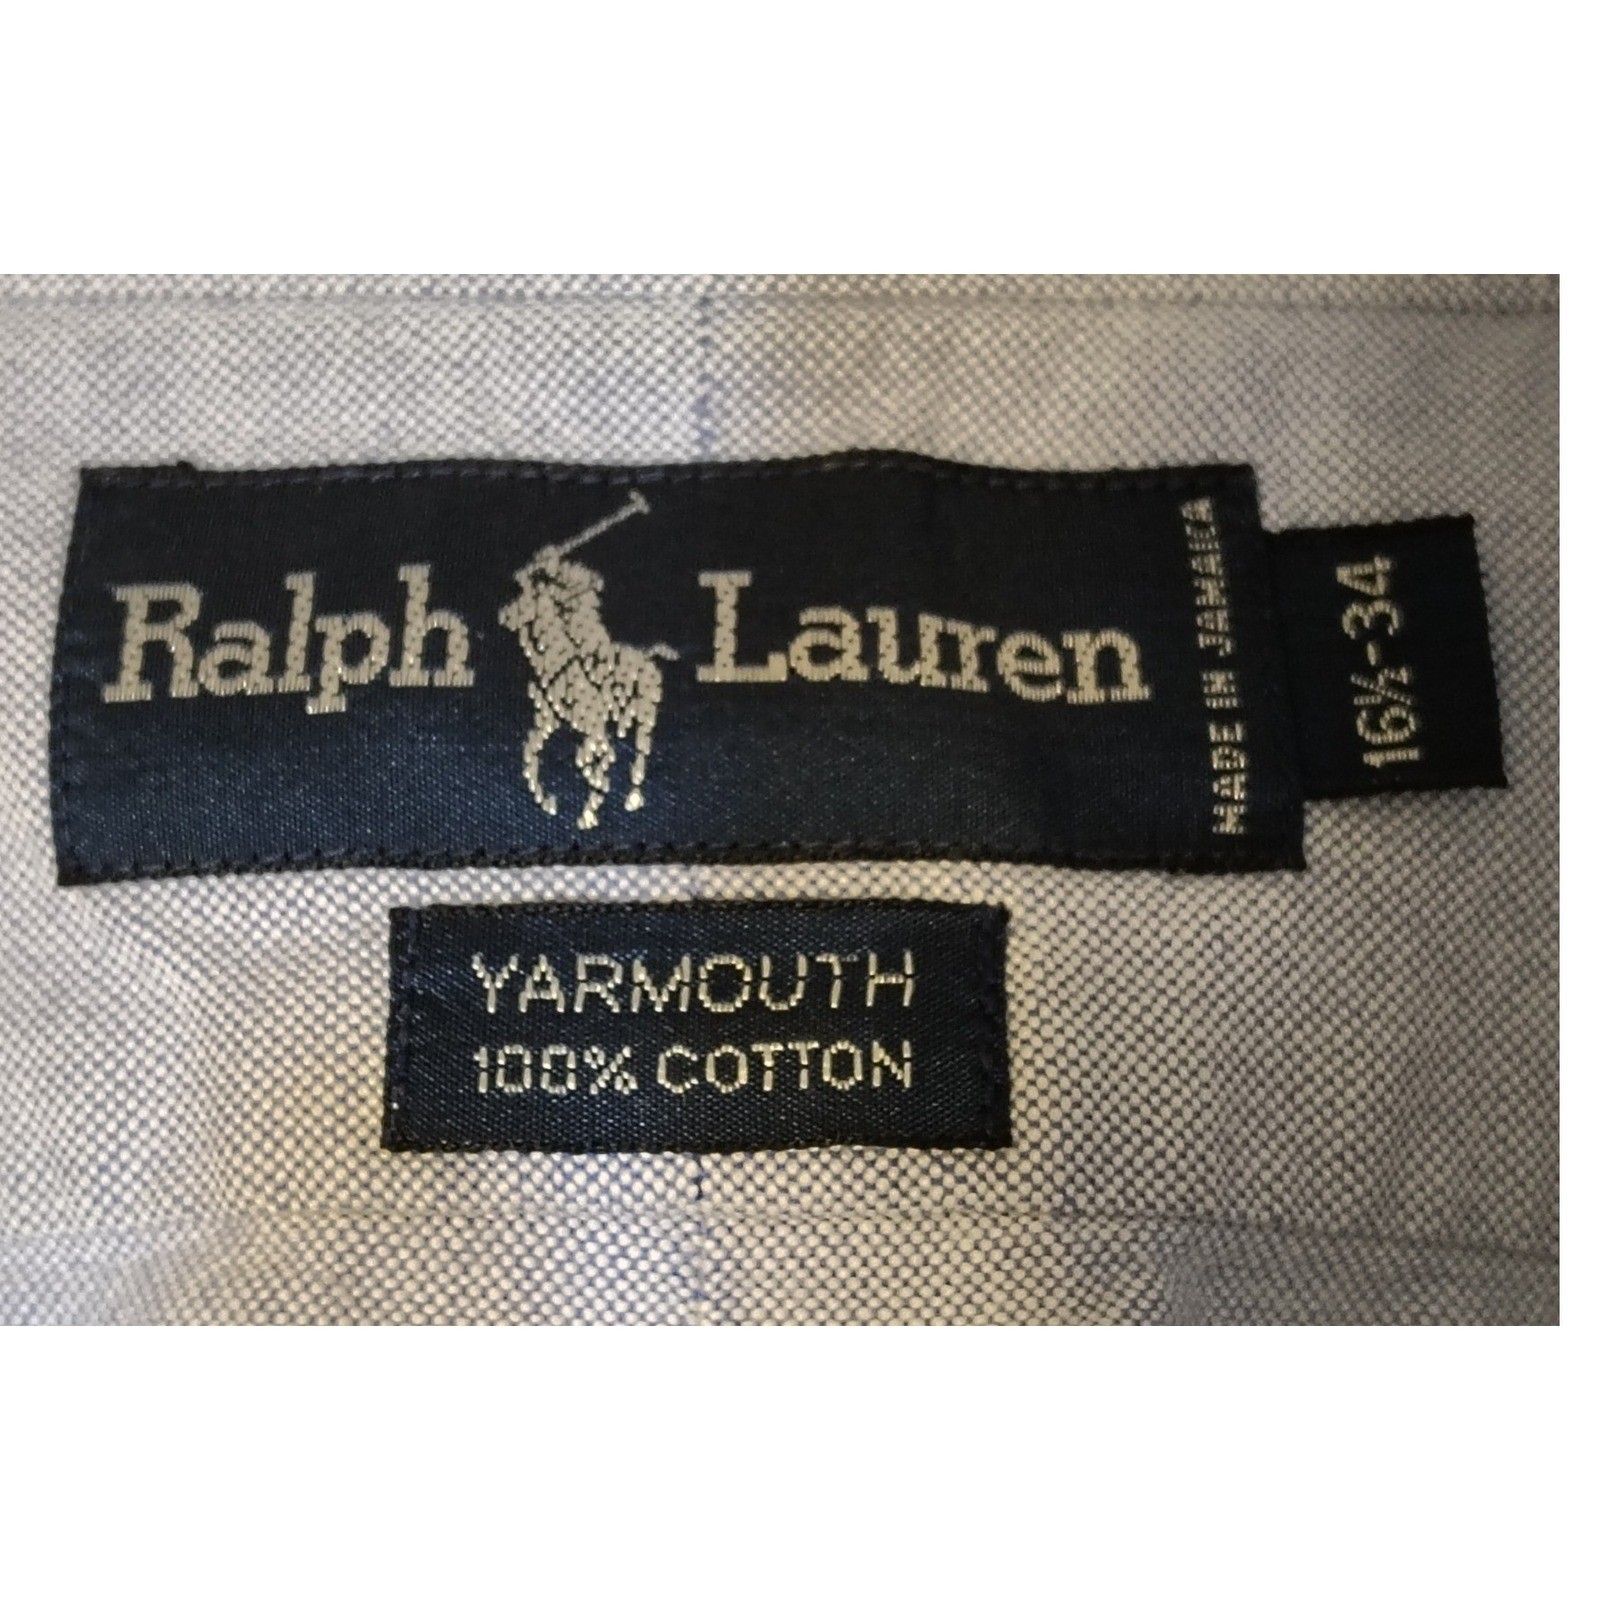 Ralph Lauren
MADE IN JAMAICA
16½-34
YARMOUTH
100% COTTON